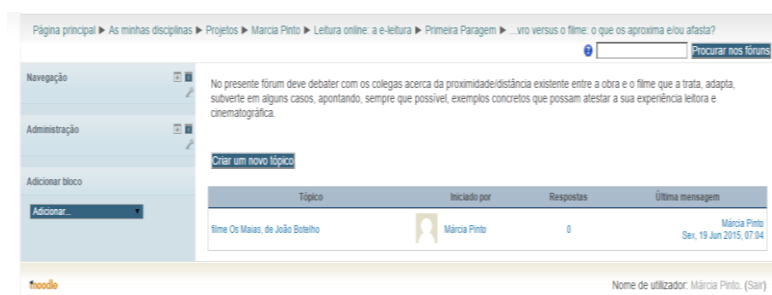 Página principal ▶ As minhas disciplinas ▶ Projetos ▶ Marcia Pinto ▶ Leitura online: a e-leitura ▶ Primeira Paragem ▶ ...vro versus o filme: o que os aproxima e/ou afasta?
Procurar nos fóruns
Navegação
No presente fórum deve debater com os colegas acerca da proximidade/distância existente entre a obra e o filme que a trata, adapta,
subverte em alguns casos, apontando, sempre que possível, exemplos concretos que possam atestar a sua experiência leitora e
cinematográfica.
Administração
Criar um novo tópico
Adicionar bloco
Adicionar...
Tópico Iniciado por Respostas Última mensagem
filme Os Maias, de João Botelho Márcia Pinto 0 Márcia Pinto
Sex, 19 Jun 2015, 07:04
moodle
Nome de utilizador: Márcia Pinto. (Sair)